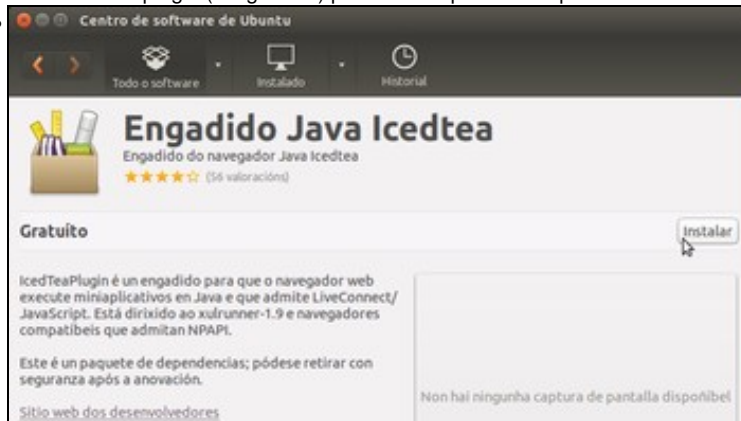 Centro de software de Ubuntu
Todo o software
Instalado
Historial
Engadido Java Icedtea
Engadido do navegador Java Icedtea
(56 valoracións)
Gratuíto
Instalar
IcedTeaPlugin é un engadido para que o navegador web
execute miniaplicativos en Java e que admite LiveConnect/
JavaScript. Está dirixido ao xulrunner-1.9 e navegadores
compatíbeis que admitan NPAPI.
Este é un paquete de dependencias; pódese retirar con
seguranza após a anovación.
Non hai ningunha captura de pantalla dispoñíbel
Sitio web dos desenvolvedores